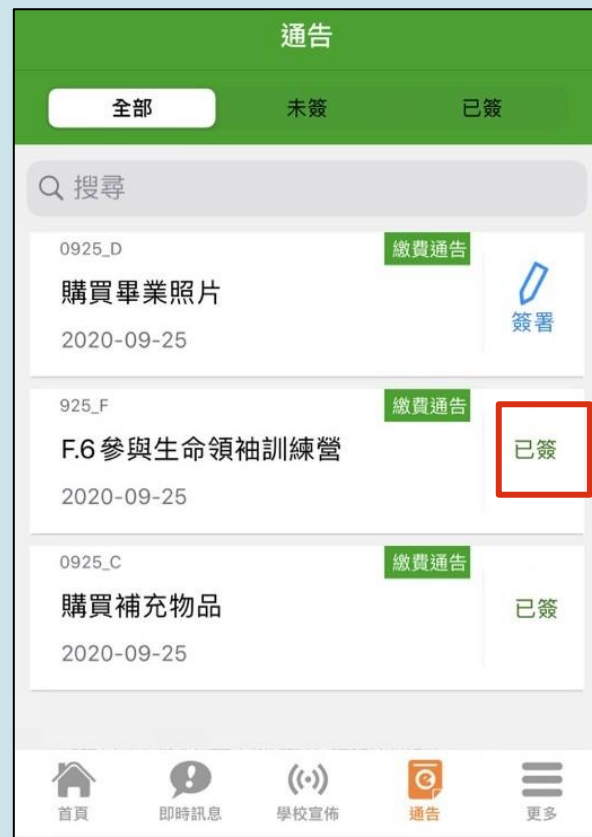 通告
全部 未簽 已簽
搜尋
0925_D 繳費通告
購買畢業照片
簽署
2020-09-25
925_F 繳費通告
F.6 參與生命領袖訓練營
已簽
2020-09-25
0925_C 繳費通告
購買補充物品
已簽
2020-09-25
首頁 即時訊息 學校宣佈 通告 更多